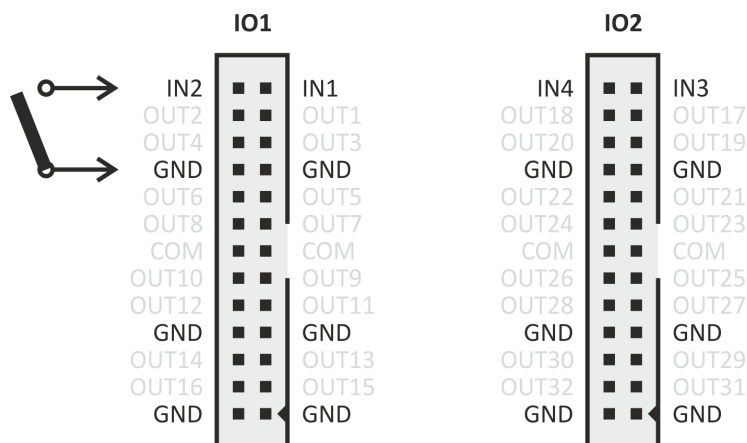 IO1 IO2
IN2 IN1 IN4 IN3
OUT2 OUT1 OUT18 OUT17
OUT4 OUT3 OUT20 OUT19
GND GND GND GND
OUT6 OUT5 OUT22 OUT21
OUT8 OUT7 OUT24 OUT23
COM COM COM COM
OUT10 OUT9 OUT26 OUT25
OUT12 OUT11 OUT28 OUT27
GND GND GND GND
OUT14 OUT13 OUT30 OUT29
OUT16 OUT15 OUT32 OUT31
GND GND GND GND